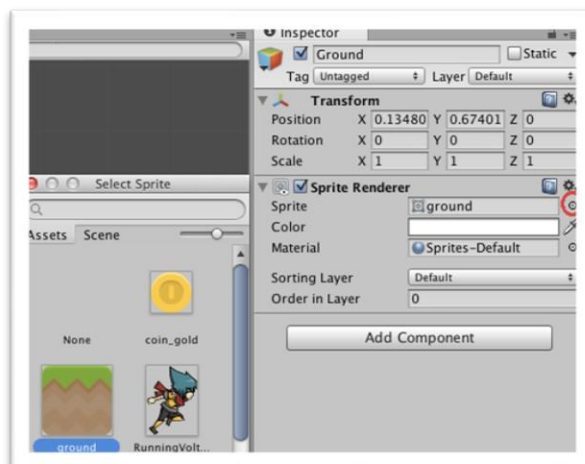 Inspector
Ground
Static
Tag Untagged Layer Default
Transform
Position X 0.13480 Y 0.67401 Z 0
Rotation X 0 Y 0 Z 0
Scale X 1 Y 1 Z 1
Select Sprite
Sprite Renderer
Sprite ground
Color
Material Sprites-Default
Sorting Layer Default
Order in Layer 0
Add Component
Assets Scene
None coin_gold
ground RunningVolt...